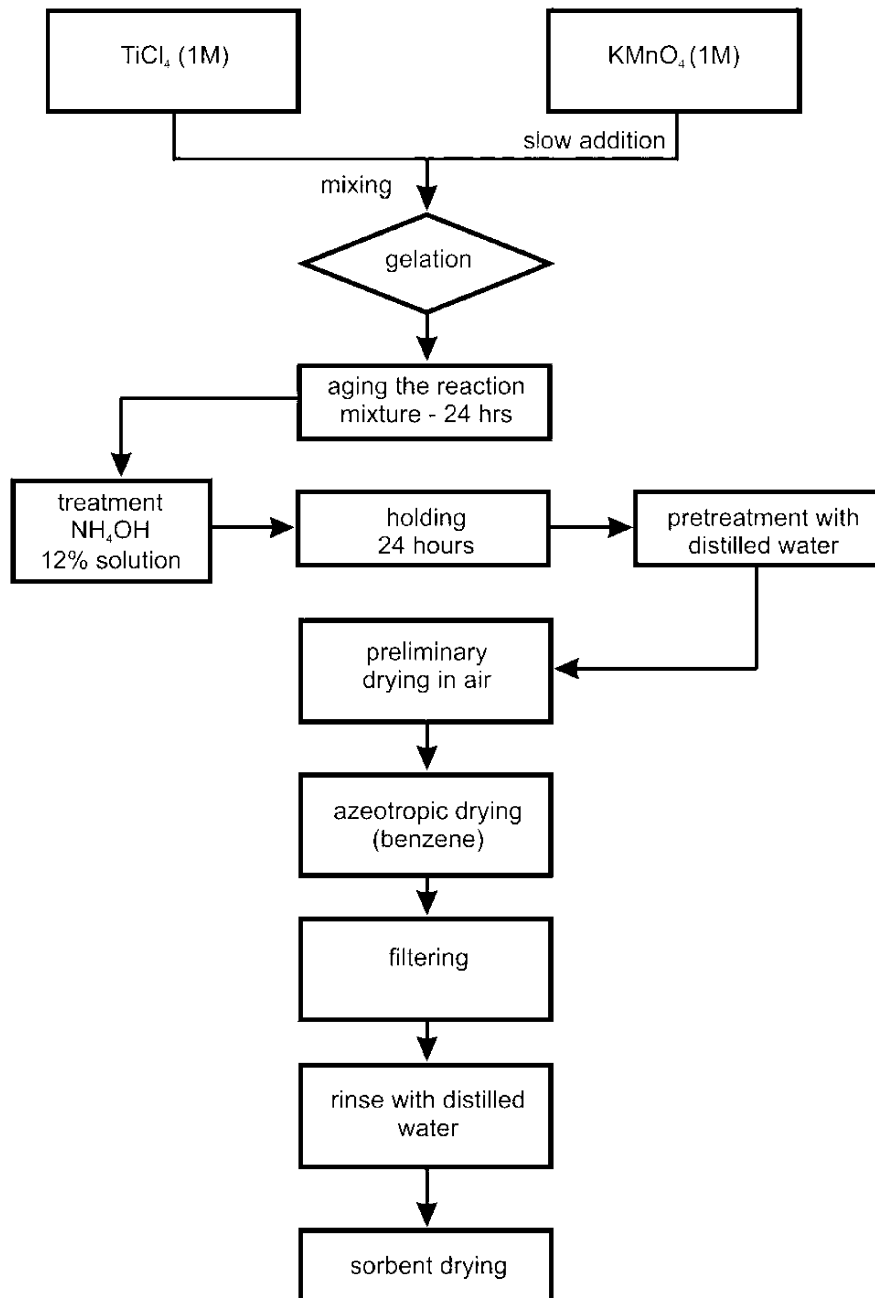 TiCl₄ (1M)
KMnO₄ (1M)
slow addition
mixing
gelation
aging the reaction
mixture - 24 hrs
treatment
NH₄OH
12% solution
holding
24 hours
pretreatment with
distilled water
preliminary
drying in air
azeotropic drying
(benzene)
filtering
rinse with distilled
water
sorbent drying